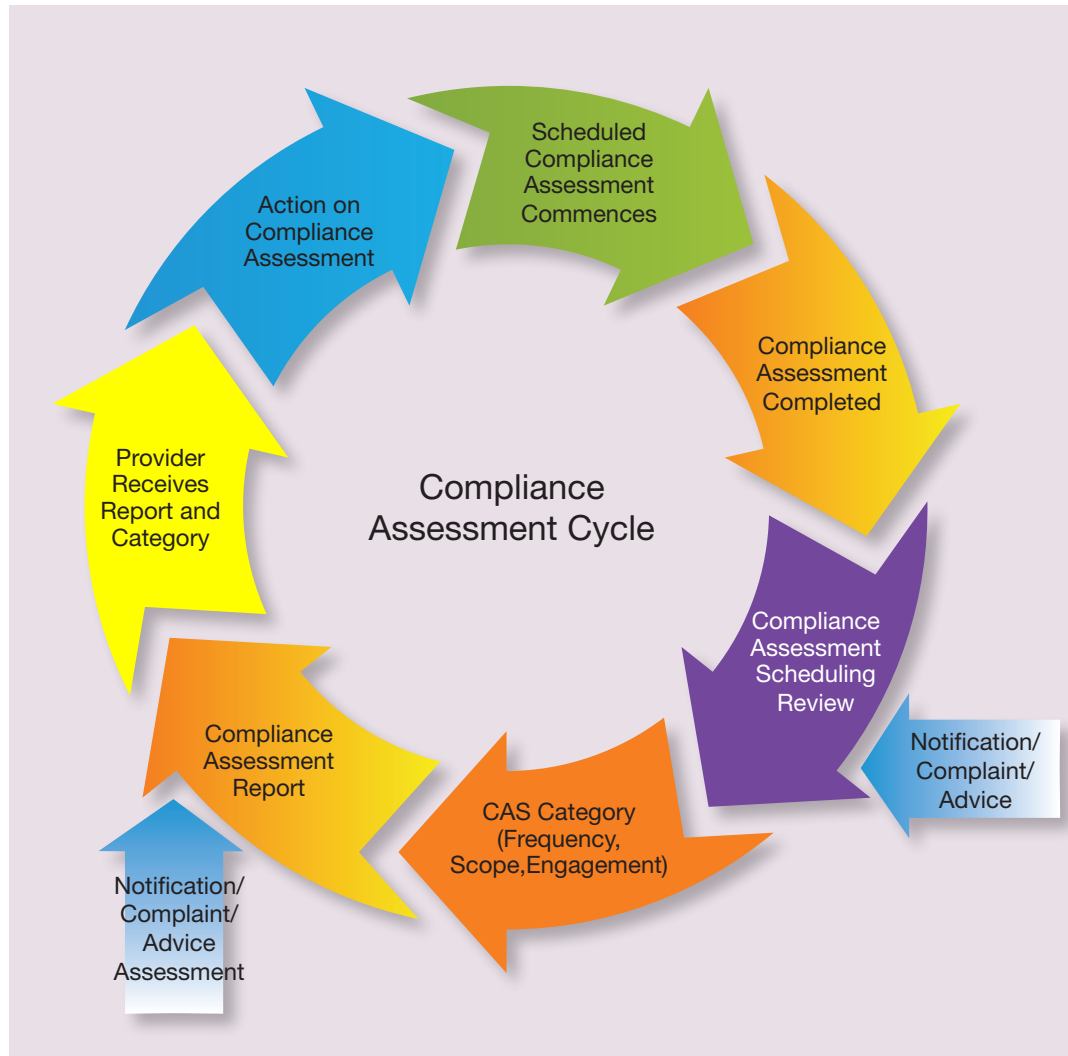 Scheduled
Compliance
Assessment
Commences
Compliance
Assessment
Completed
Compliance
Assessment
Scheduling
Review
Notification/
Complaint/
Advice
CAS Category
(Frequency,
Scope,Engagement)
Compliance
Assessment
Report
Notification/
Complaint/
Advice
Assessment
Provider
Receives
Report and
Category
Action on
Compliance
Assessment
Compliance
Assessment Cycle